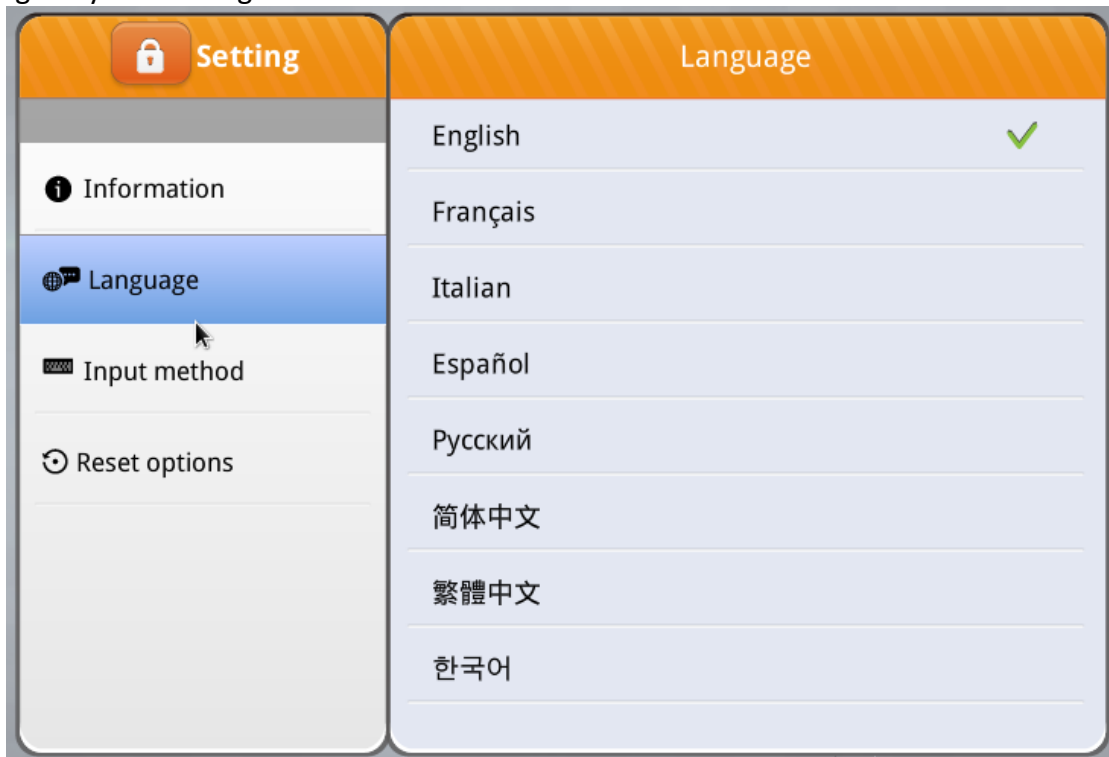 Setting
Information
Language
Input method
Reset options
Language
English
Français
Italian
Español
Русский
简体中文
繁體中文
한국어